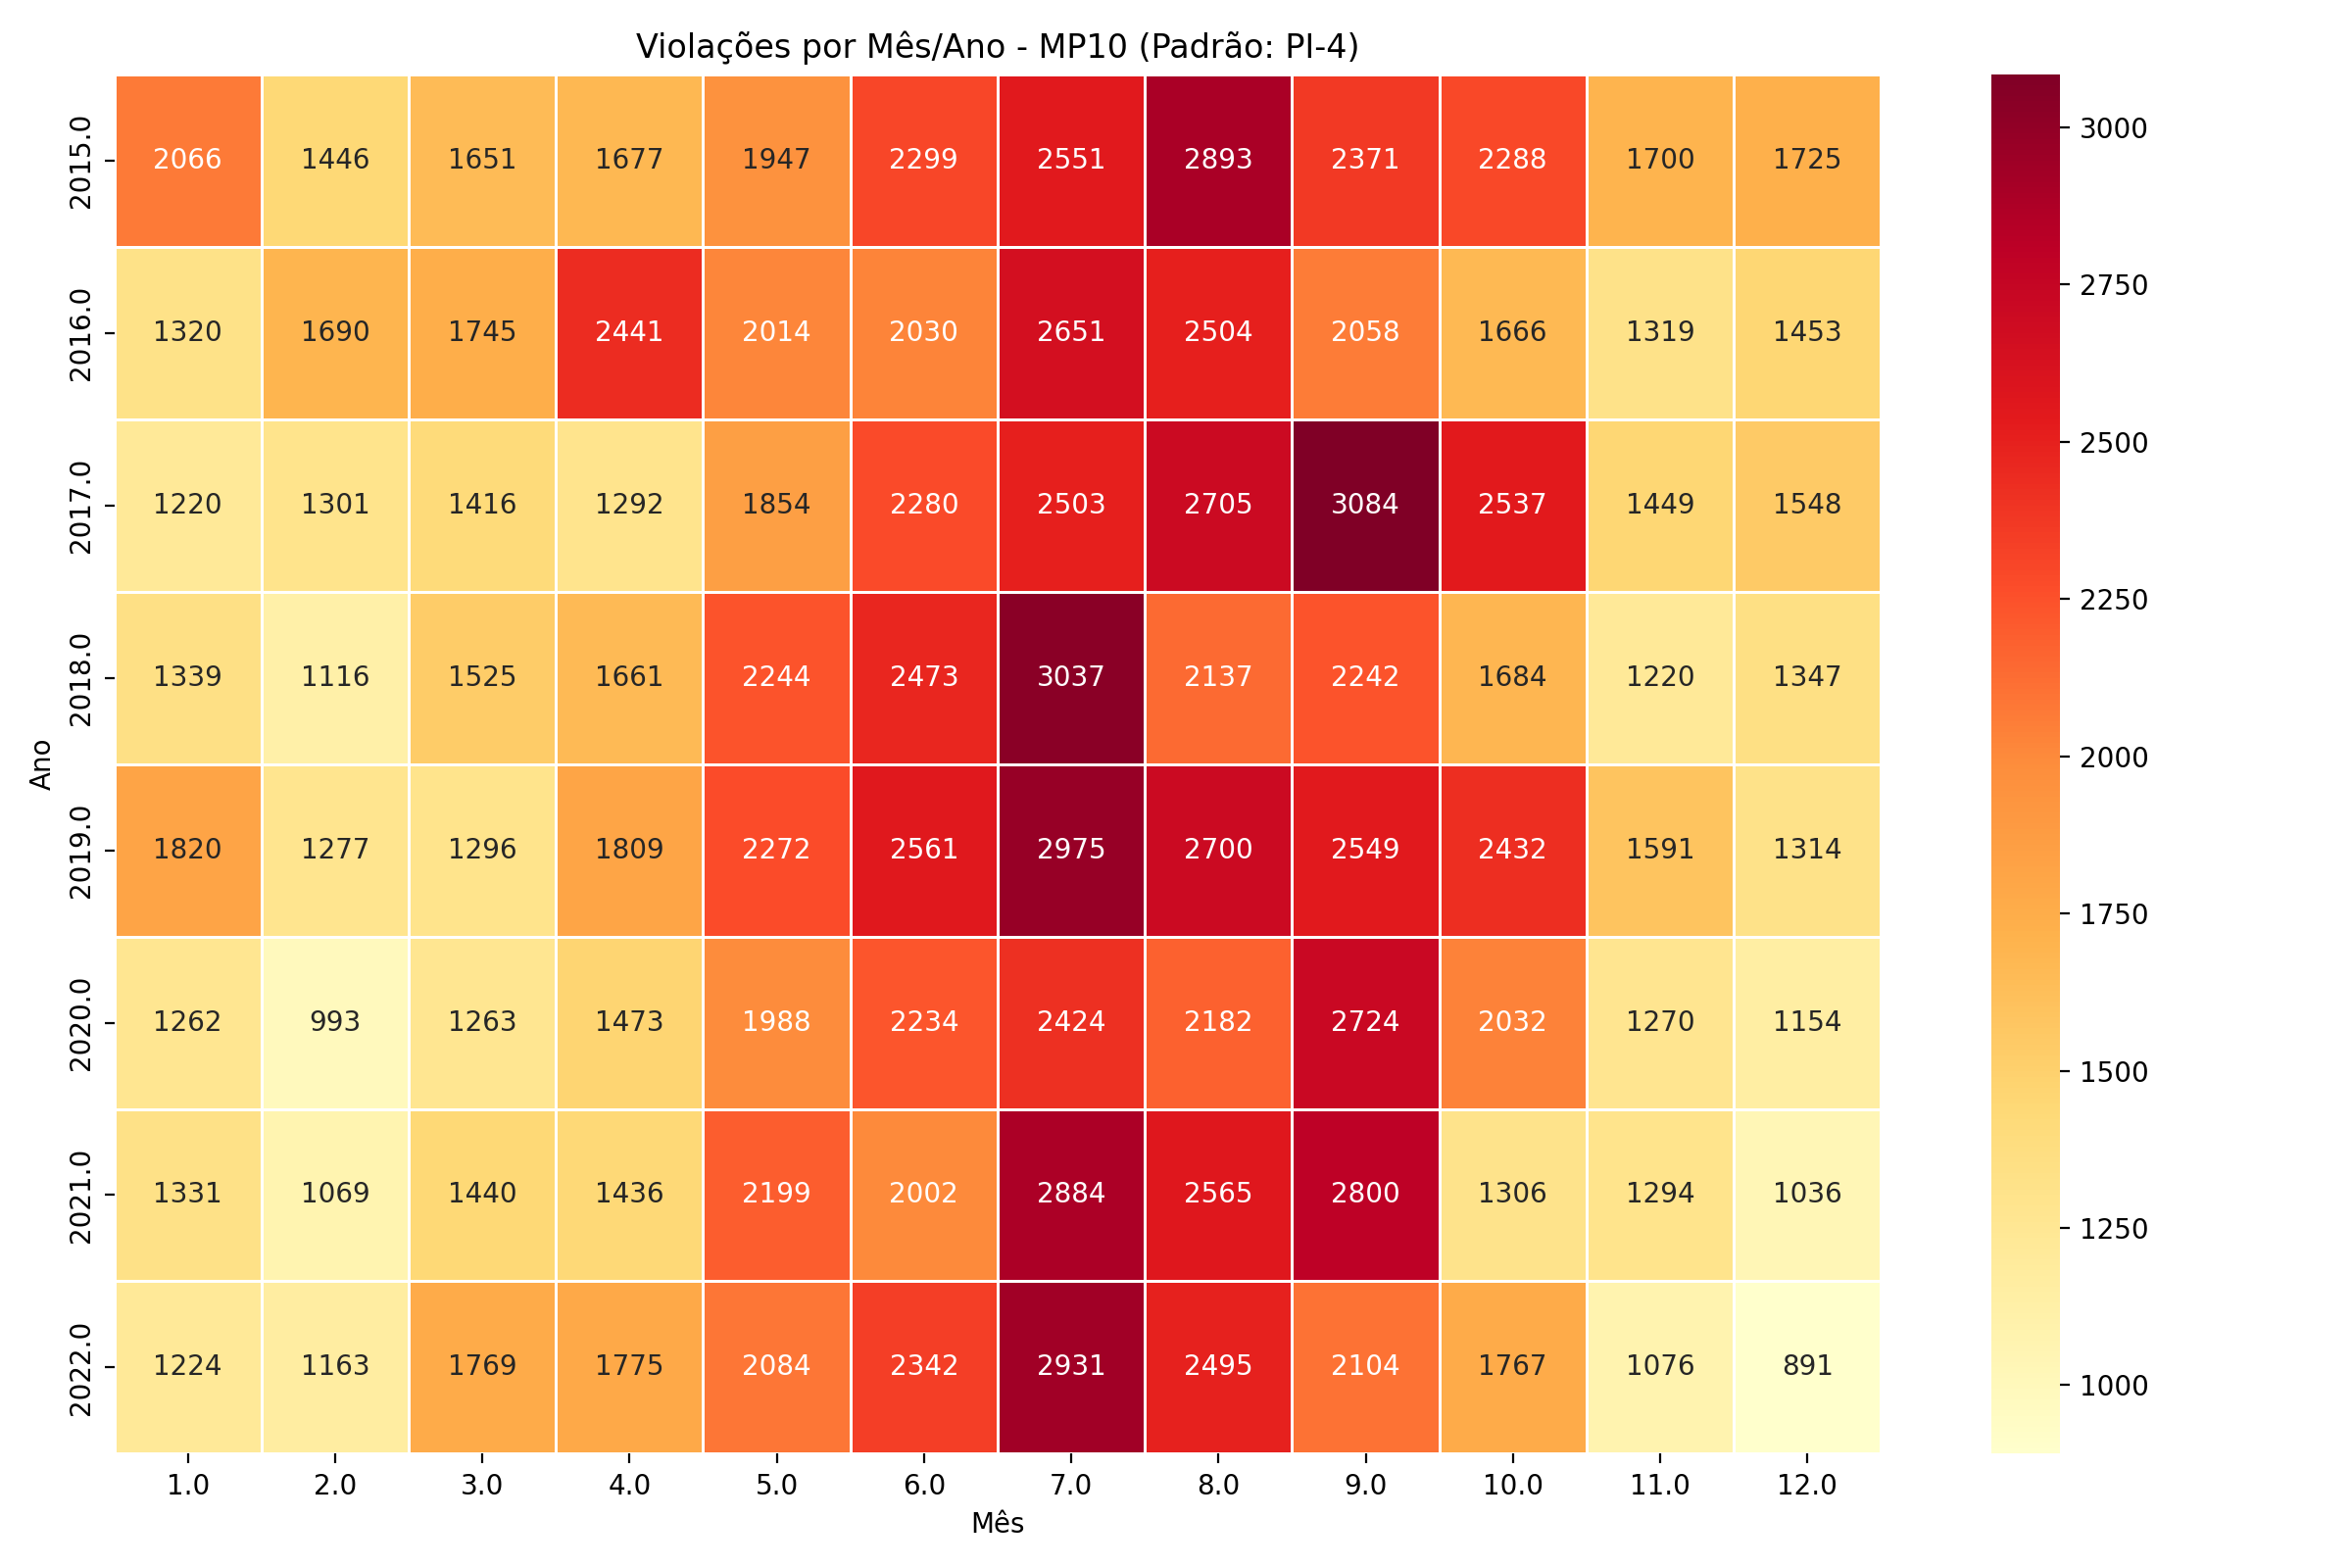 Violações por Mês/Ano - MP10 (Padrão: PI-4)
2015.0 2066 1446 1651 1677 1947 2299 2551 2893 2371 2288 1700 1725
2016.0 1320 1690 1745 2441 2014 2030 2651 2504 2058 1666 1319 1453
2017.0 1220 1301 1416 1292 1854 2280 2503 2705 3084 2537 1449 1548
2018.0 1339 1116 1525 1661 2244 2473 3037 2137 2242 1684 1220 1347
Ano
2019.0 1820 1277 1296 1809 2272 2561 2975 2700 2549 2432 1591 1314
2020.0 1262 993 1263 1473 1988 2234 2424 2182 2724 2032 1270 1154
2021.0 1331 1069 1440 1436 2199 2002 2884 2565 2800 1306 1294 1036
2022.0 1224 1163 1769 1775 2084 2342 2931 2495 2104 1767 1076 891
1.0 2.0 3.0 4.0 5.0 6.0 7.0 8.0 9.0 10.0 11.0 12.0
Mês
3000
2750
2500
2250
2000
1750
1500
1250
1000